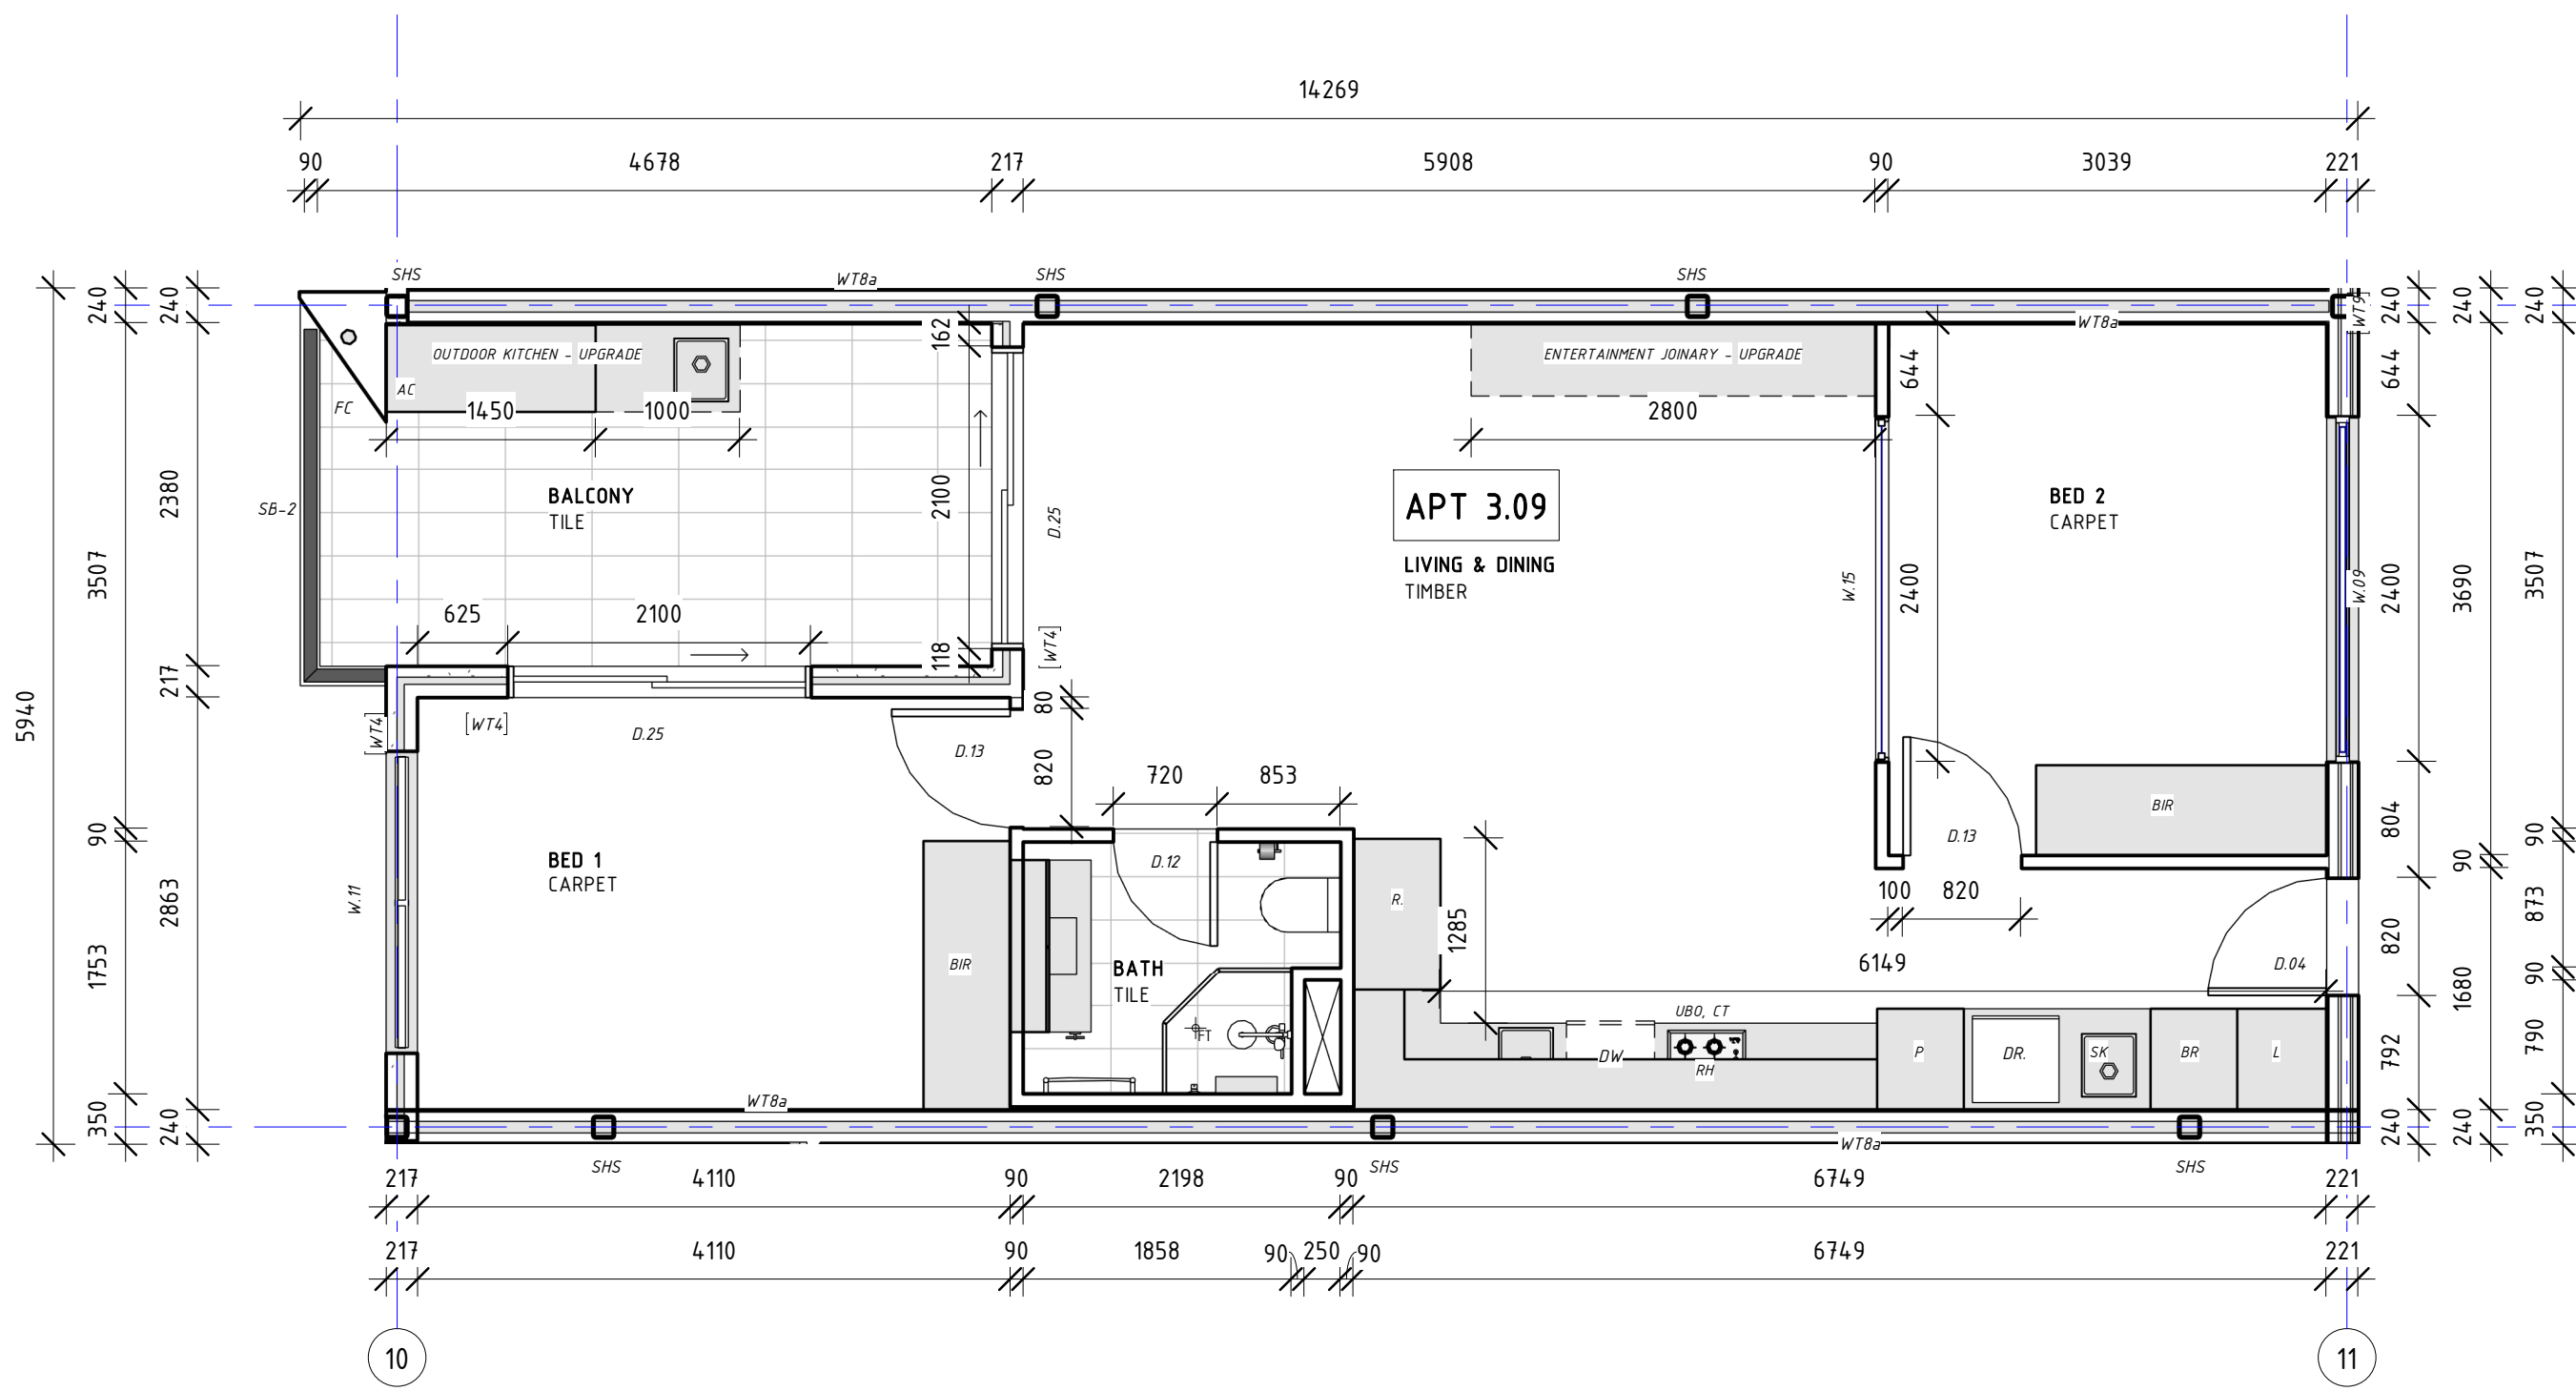 14269
90 4678 217 5908 90 3039 221
SHS WT8a SHS SHS
240 240 162 WT8a [WT9] 240 240 240
OUTDOOR KITCHEN - UPGRADE
ENTERTAINMENT JOINARY - UPGRADE
AC 644 644
FC 1450 1000 2800
SB-2 2380 BALCONY
TILE
2100 D.25
APT 3.09
LIVING & DINING
TIMBER
BED 2
CARPET
3507 W.15 2400 W.09 2400 3690 3507
625 2100
118 [WT4]
5940 217 [WT4] [WT4] D.25
80
D.13
820 720 853
BIR
90 D.13 804 90 90
BED 1
CARPET
D.12
W.11 2863 R. 100 820 873
1285 820
BIR BATH
TILE
6149 D.04 90
1753 1680
UBO, CT
FT DW RH P DR. SK BR L 792 790
350 240 WT8a WT8a 240 240 350
SHS SHS SHS
217 4110 90 2198 90 6749 221
217 4110 90 1858 90 250 90 6749 221
10 11